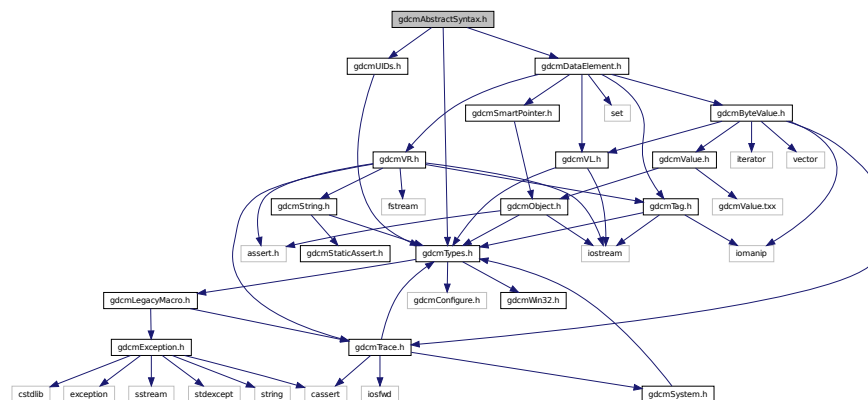 gdcmAbstractSyntax.h
gdcmUIDs.h
gdcmDataElement.h
gdcmSmartPointer.h
set
gdcmByteValue.h
gdcmVR.h
gdcmVL.h
gdcmValue.h
iterator
vector
gdcmString.h
fstream
gdcmObject.h
gdcmTag.h
gdcmValue.txx
assert.h
gdcmStaticAssert.h
gdcmTypes.h
iostream
iomanip
gdcmLegacyMacro.h
gdcmConfigure.h
gdcmWin32.h
gdcmException.h
gdcmTrace.h
cstdlib
exception
sstream
stdexcept
string
cassert
iosfwd
gdcmSystem.h